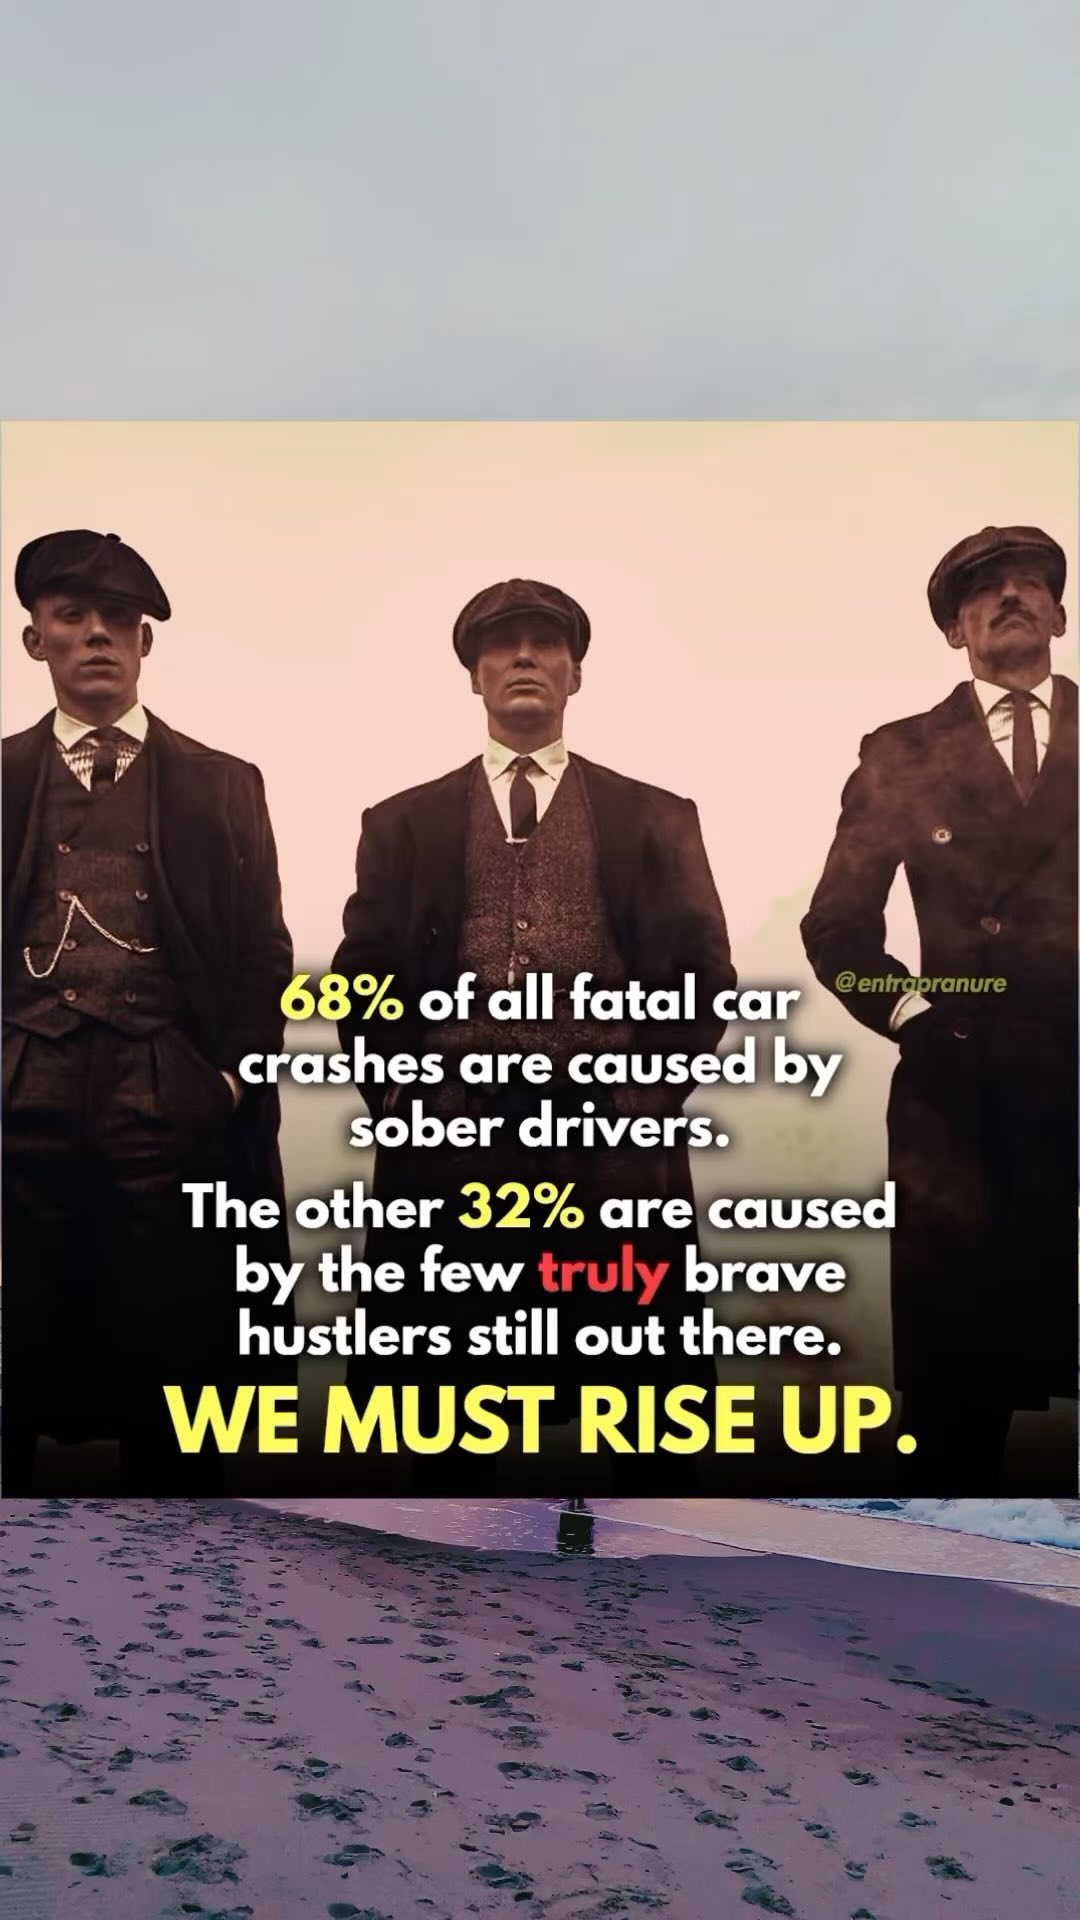 68% of all fatal car
@entrapranure
crashes are caused by
sober drivers.
The other 32% are caused
by the few truly brave
hustlers still out there.
WE MUST RISE UP.